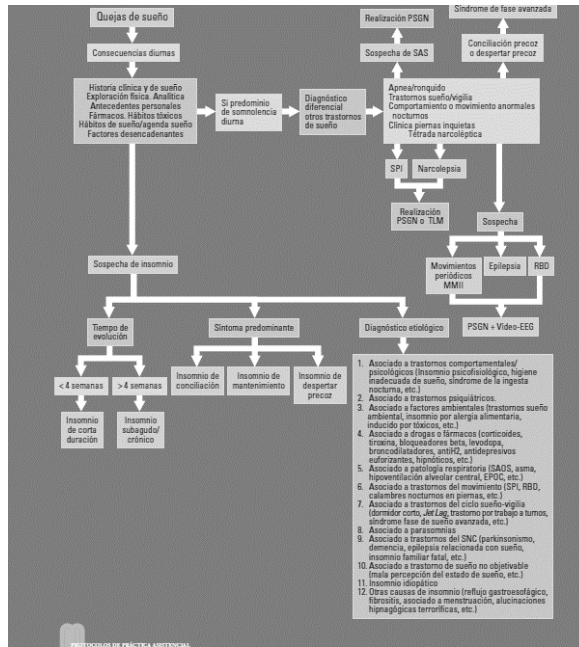 Quejas de sueño
Consecuencias diurnas
Historia clínica y de sueño
Exploración física. Analítica
Antecedentes personales
Fármacos. Hábitos tóxicos
Hábitos de sueño/agenda sueño
Factores desencadenantes
Si predominio
de somnolencia
diurna
Diagnóstico
diferencial
otros trastornos
de sueño
Realización PSGN
Sospecha de SAS
Síndrome de fase avanzada
Conciliación precoz
o despertar precoz
Apnea/ronquido
Trastornos sueño/vigilia
Comportamiento o movimiento anormales
nocturnos
Clínica piernas inquietas
Tétrada narcoléptica
SPI
Narcolepsia
Realización
PSGN o TLM
Sospecha
Movimientos
periódicos
MMII
Epilepsia
RBD
PSGN + Vídeo-EEG
Sospecha de insomnio
Tiempo de
evolución
< 4 semanas
> 4 semanas
Insomnio
de corta
duración
Insomnio
subagudo/
crónico
Síntoma predominante
Insomnio de
conciliación
Insomnio de
mantenimiento
Insomnio de
despertar
precoz
Diagnóstico etiológico
1. Asociado a trastornos comportamentales/
psicológicos (Insomnio psicofisiológico, higiene
inadecuada de sueño, síndrome de la ingesta
nocturna, etc.)
2. Asociado a trastornos psiquiátricos.
3. Asociado a factores ambientales (trastornos sueño
ambiental, insomnio por alergia alimentaria,
inducido por tóxicos, etc.)
4. Asociado a drogas o fármacos (corticoides,
tiroxina, bloqueadores beta, levodopa,
broncodilatadores, antiH2, antidepresivos
euforizantes, hipnóticos, etc.)
5. Asociado a patología respiratoria (SAOS, asma,
hipoventilación alveolar central, EPOC, etc.)
6. Asociado a trastornos del movimiento (SPI, RBD,
calambres nocturnos en piernas, etc.)
7. Asociado a trastornos del ciclo sueño-vigilia
(dormidor corto, Jet Lag, trastorno por trabajo a turnos,
síndrome fase de sueño avanzada, etc.)
8. Asociado a parasomnias
9. Asociado a trastornos del SNC (parkinsonismo,
demencia, epilepsia relacionada con sueño,
insomnio familiar fatal, etc.)
10. Asociado a trastorno de sueño no objetivable
(mala percepción del estado de sueño, etc.)
11. Insomnio idiopático
12. Otras causas de insomnio (reflujo gastroesofágico,
fibrositis, asociado a menstruación, alucinaciones
hipnagógicas terroríficas, etc.)
PROTOCOLOS DE PRÁCTICA ASISTENCIAL